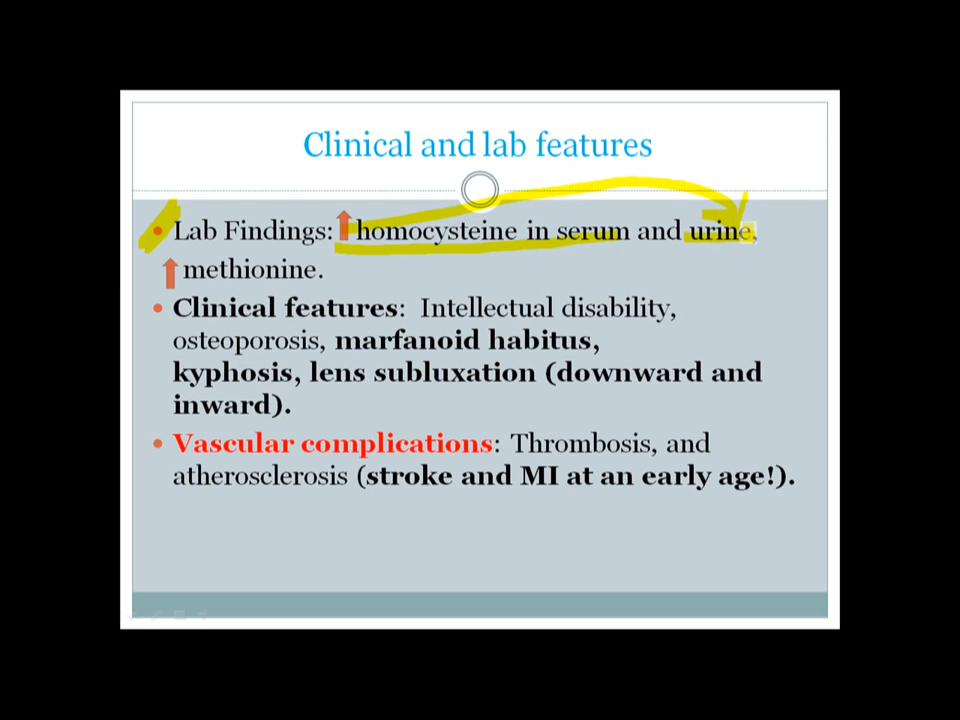 Clinical and lab features
• Lab Findings: homocysteine in serum and urine,
methionine.
• Clinical features: Intellectual disability,
osteoporosis, marfanoid habitus,
kyphosis, lens subluxation (downward and
inward).
• Vascular complications: Thrombosis, and
atherosclerosis (stroke and MI at an early age!).